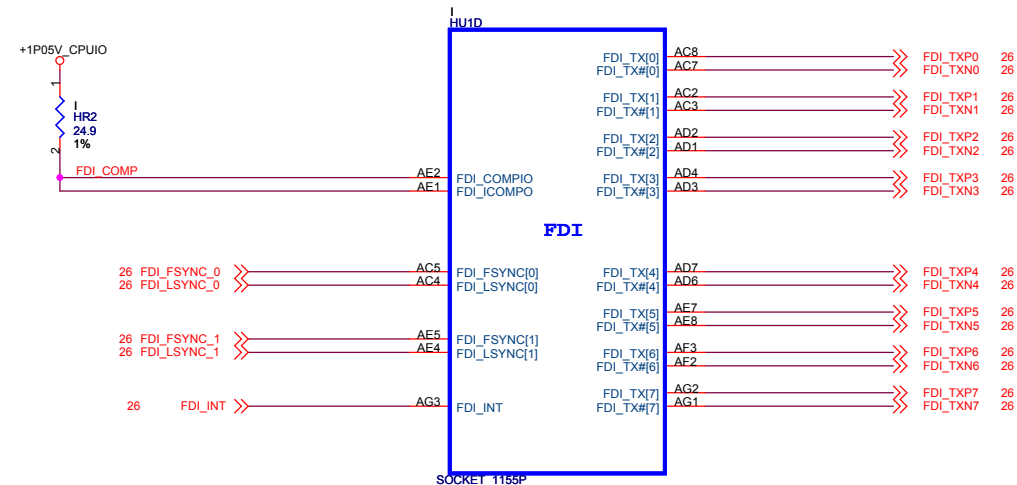 I
HU1D
+1P05V_CPUIO
1
I
HR2
24.9
1%
2
FDI_COMP
AE2 FDI_COMPIO
AE1 FDI_ICOMPO
FDI
26 FDI_FSYNC_0 AC5 FDI_FSYNC[0]
26 FDI_LSYNC_0 AC4 FDI_LSYNC[0]
26 FDI_FSYNC_1 AE5 FDI_FSYNC[1]
26 FDI_LSYNC_1 AE4 FDI_LSYNC[1]
26 FDI_INT AG3 FDI_INT
FDI_TX[0] AC8 FDI_TXP0 26
FDI_TX#[0] AC7 FDI_TXN0 26
FDI_TX[1] AC2 FDI_TXP1 26
FDI_TX#[1] AC3 FDI_TXN1 26
FDI_TX[2] AD2 FDI_TXP2 26
FDI_TX#[2] AD1 FDI_TXN2 26
FDI_TX[3] AD4 FDI_TXP3 26
FDI_TX#[3] AD3 FDI_TXN3 26
FDI_TX[4] AD7 FDI_TXP4 26
FDI_TX#[4] AD6 FDI_TXN4 26
FDI_TX[5] AE7 FDI_TXP5 26
FDI_TX#[5] AE8 FDI_TXN5 26
FDI_TX[6] AF3 FDI_TXP6 26
FDI_TX#[6] AF2 FDI_TXN6 26
FDI_TX[7] AG2 FDI_TXP7 26
FDI_TX#[7] AG1 FDI_TXN7 26
SOCKET 1155P